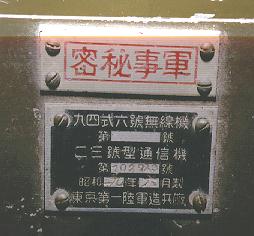 軍事秘密
九四式六號無線機
第 號
二三號型通信機
第 號
昭和 年 月製
東京第一陸軍造兵廠